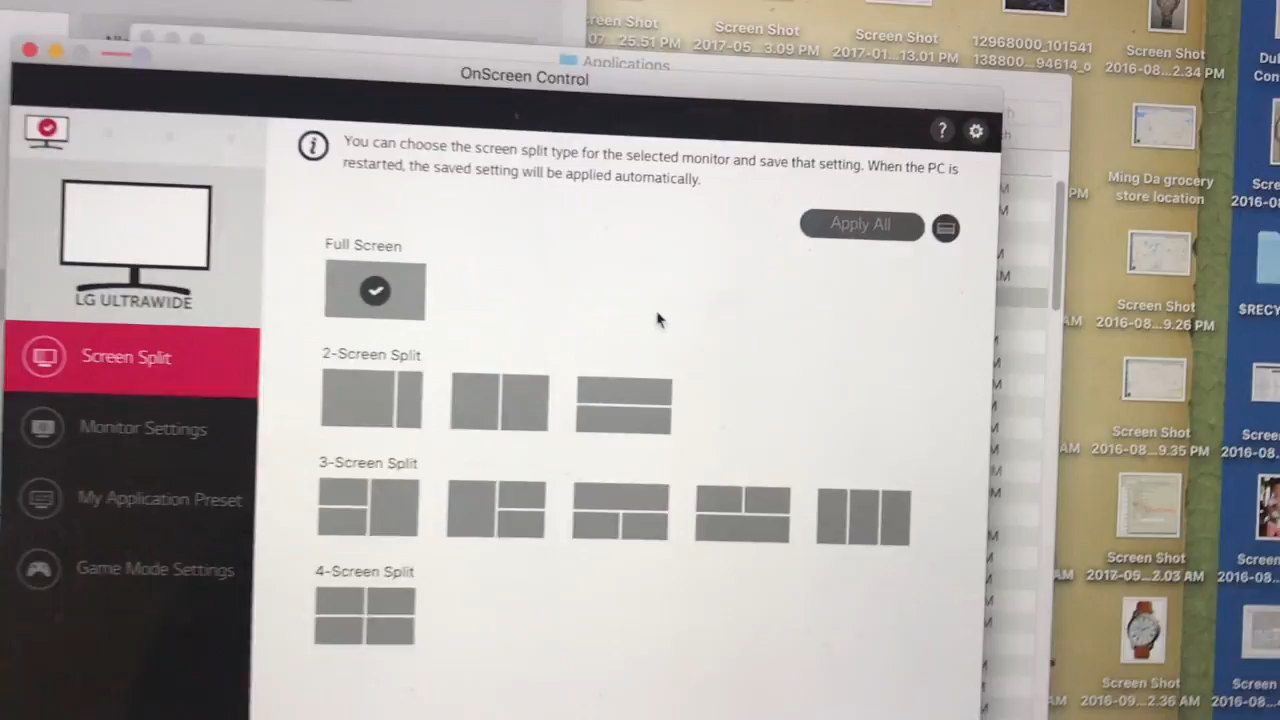 Screen Shot
2017-05...3.09 PM
Screen Shot
2017-01...13.01 PM
12968000_101541
138800...94614_o
Screen Shot
2016-08...2.34 PM
Applications
OnScreen Control
?
i
You can choose the screen split type for the selected monitor and save that setting. When the PC is
restarted, the saved setting will be applied automatically.
Apply All
LG ULTRAWIDE
Screen Split
Monitor Settings
My Application Preset
Game Mode Settings
Full Screen
2-Screen Split
3-Screen Split
4-Screen Split
Ming Da grocery
store location
Screen Shot
2016-08...9.26 PM
Screen Shot
2016-08...9.35 PM
Screen Shot
2017-05...2.03 AM
Screen Shot
2016-09...2.36 AM